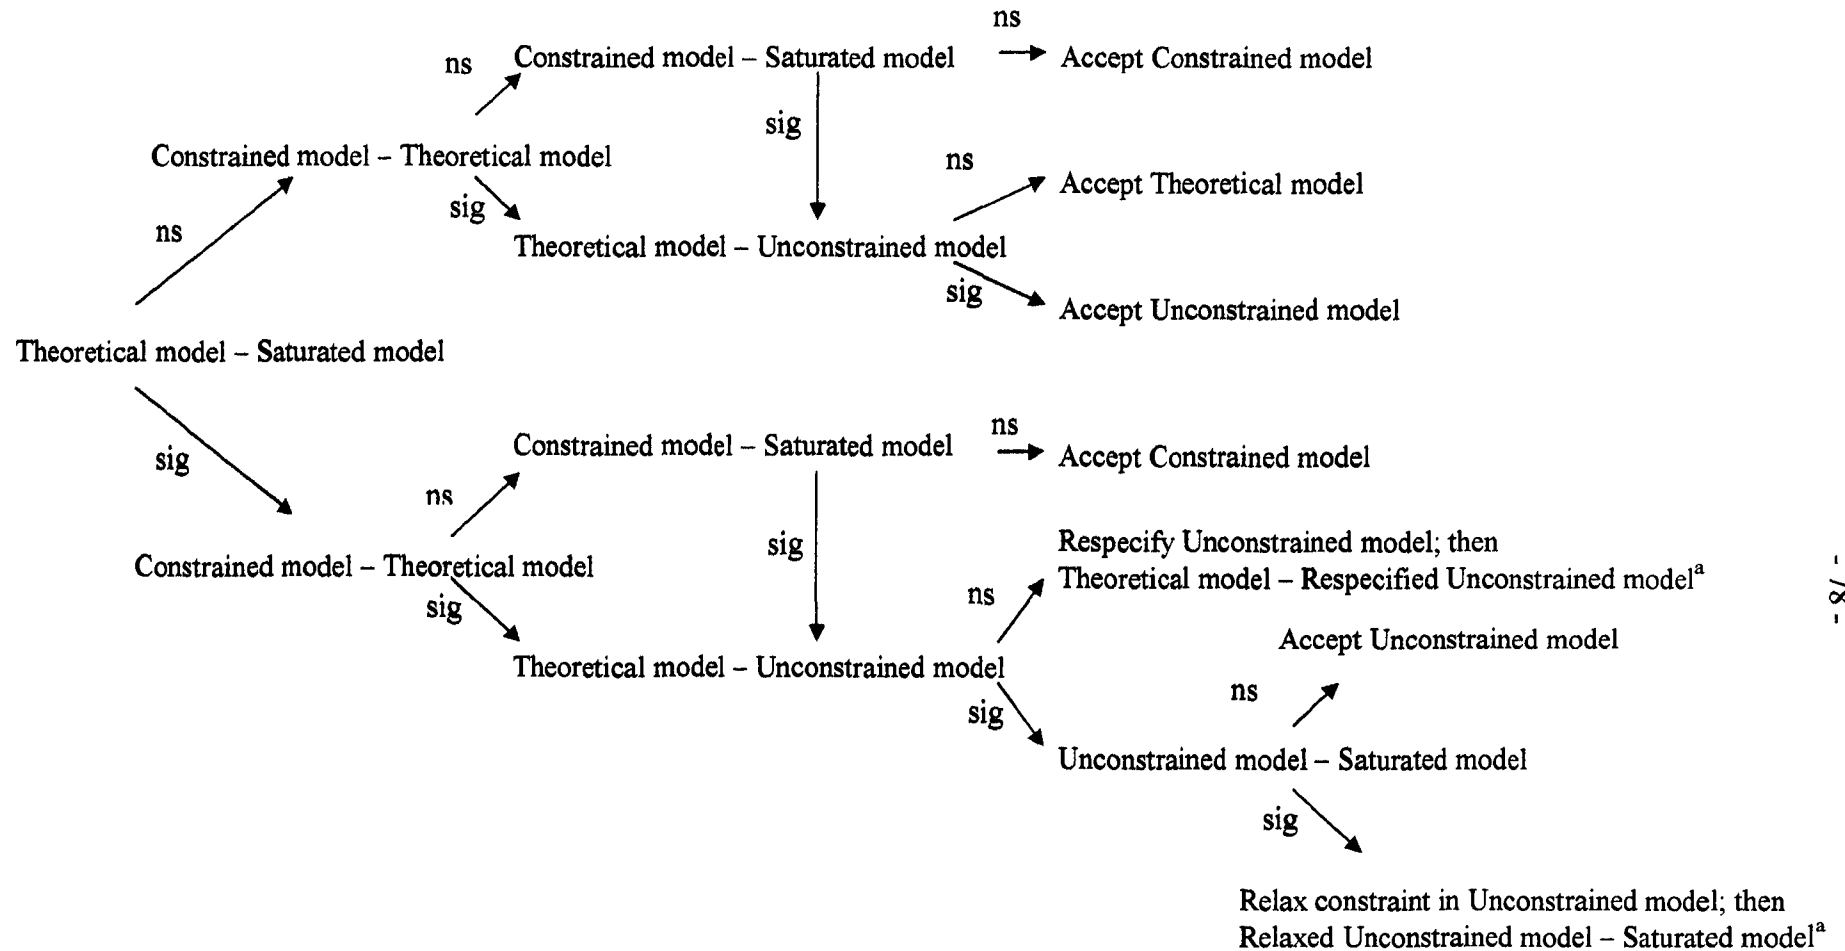 ns
Constrained model – Saturated model
ns
Accept Constrained model
sig
Constrained model – Theoretical model
ns
Accept Theoretical model
sig
ns
Theoretical model – Unconstrained model
sig
Accept Unconstrained model
Theoretical model – Saturated model
sig
Constrained model – Saturated model
ns
Accept Constrained model
ns
sig
Respecify Unconstrained model; then
Theoretical model – Respecified Unconstrained modelᵃ
Constrained model – Theoretical model
ns
sig
Accept Unconstrained model
Theoretical model – Unconstrained model
ns
sig
Unconstrained model – Saturated model
sig
Relax constraint in Unconstrained model; then
Relaxed Unconstrained model – Saturated modelᵃ